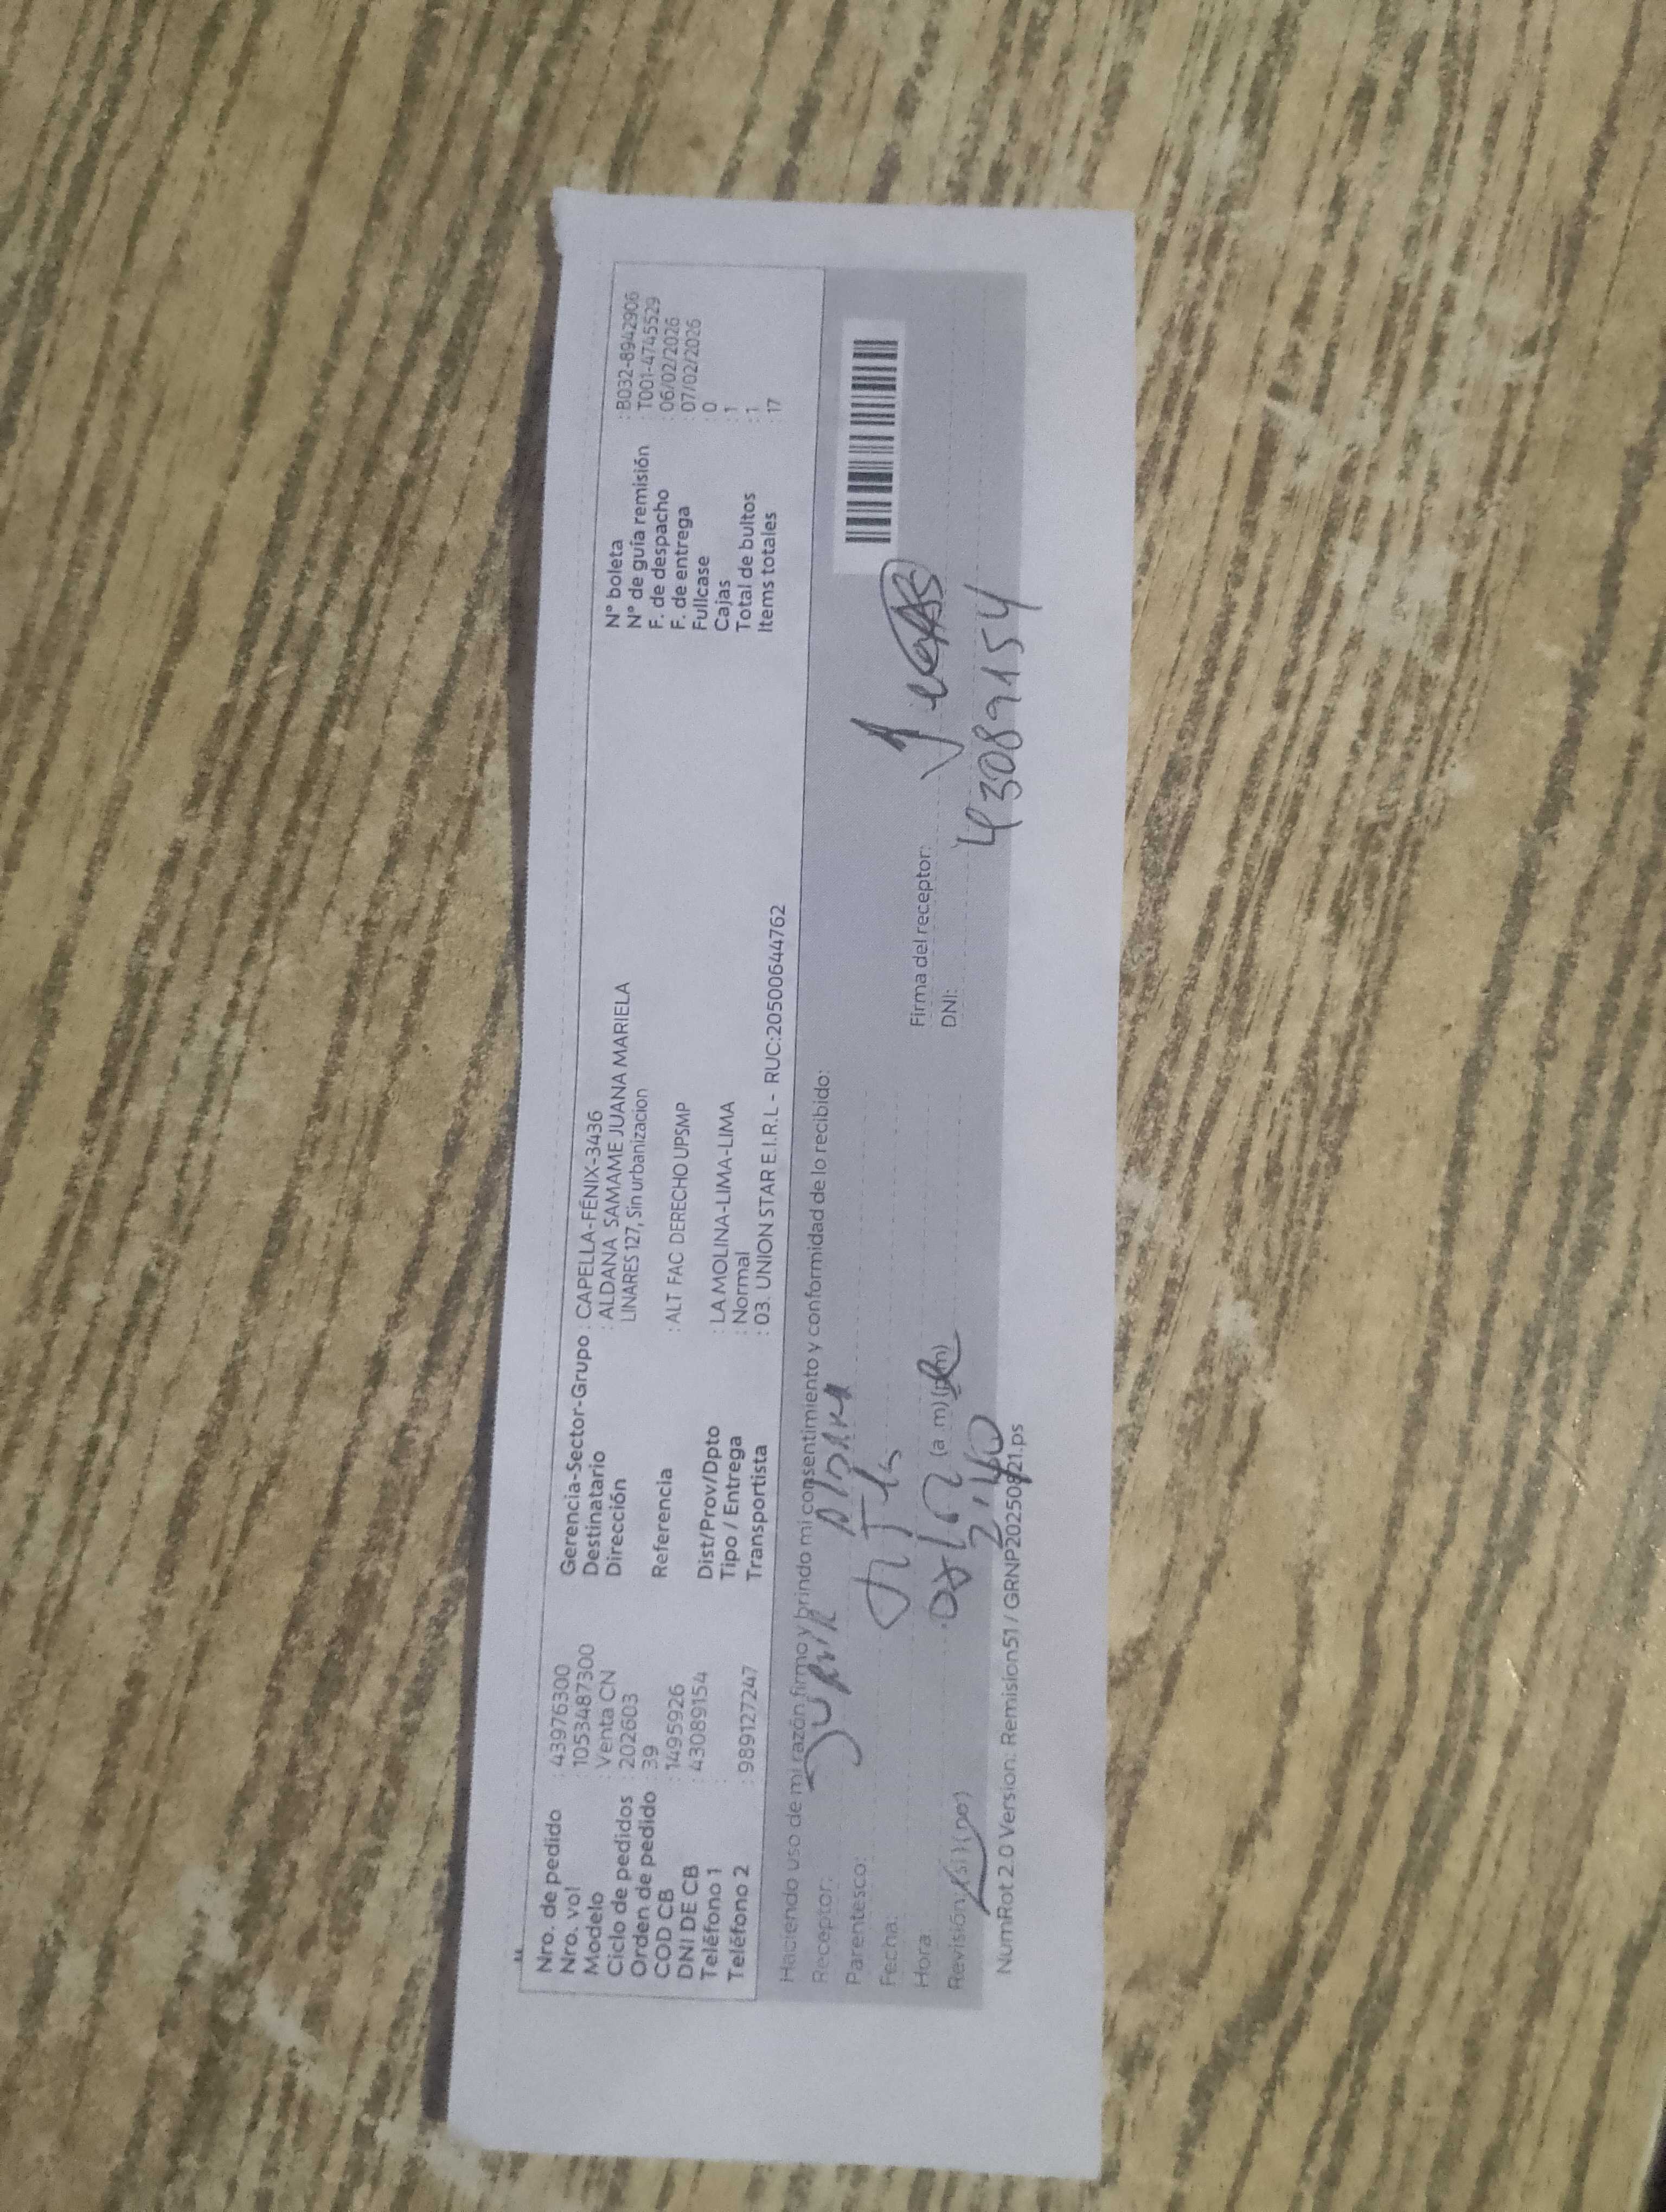 Nro. de pedido : 43976300
Nro. vol : 1053487300
Modelo : Venta CN
Ciclo de pedidos : 202603
Orden de pedido : 39
COD CB : 1495926
DNI DE CB : 43089154
Teléfono 1 :
Teléfono 2 : 989127247
Gerencia-Sector-Grupo : CAPELLA-FÉNIX-3436
Destinatario : ALDANA SAMAME JUANA MARIELA
Dirección LINARES 127, Sin urbanizacion
Referencia : ALT FAC DERECHO UPSMP
Dist/Prov/Dpto : LA MOLINA-LIMA-LIMA
Tipo / Entrega : Normal
Transportista : 03. UNION STAR E.I.R.L - RUC:20500644762
N° boleta : B032-8942906
N° de guía remisión : T001-4745529
F. de despacho : 06/02/2026
F. de entrega : 07/02/2026
Fullcase : 0
Cajas : 1
Total de bultos : 1
Items totales : 17
Haciendo uso de mi razón firmo y brindo mi consentimiento y conformidad de lo recibido:
Receptor: Juana Aldana
Parentesco:
Fecha:
Hora: (a m) (p m)
2:40
Revisión: (si) (no)
Firma del receptor:
DNI: 43089154
NumRot 2.0 Version: Remision51 / GRNP20250821.ps